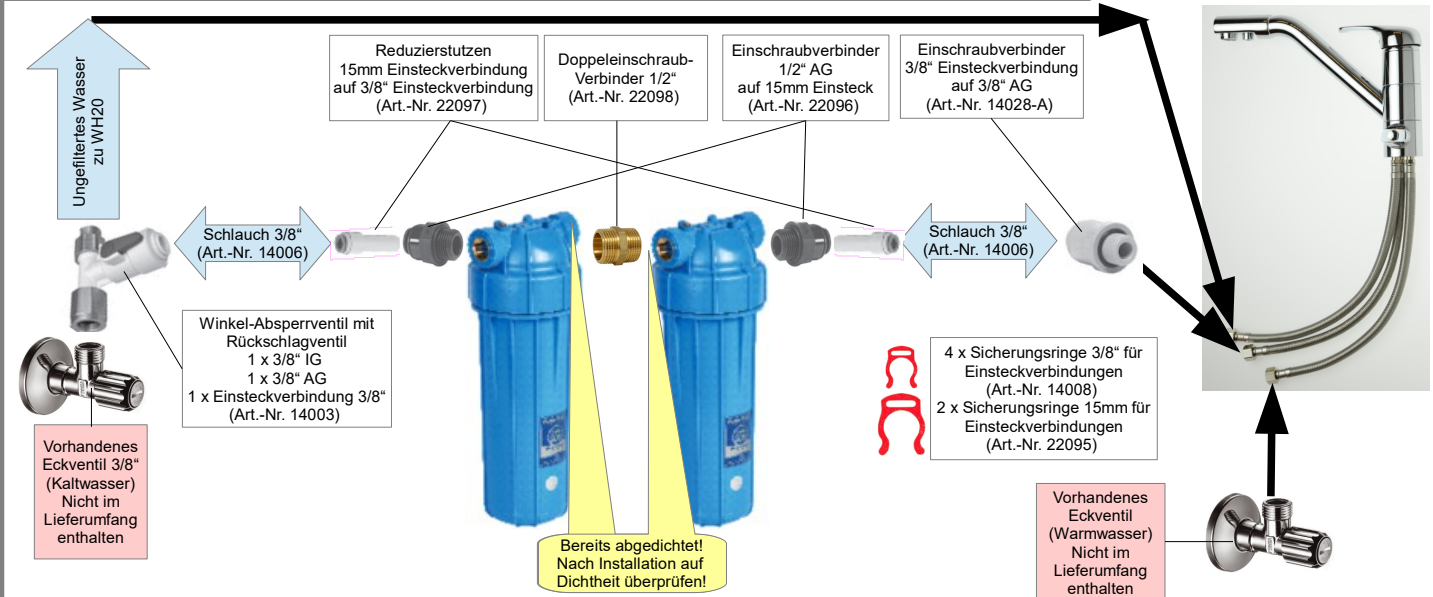 Ungefiltertes Wasser
zu WH20
Reduzierstutzen
15mm Einsteckverbindung
auf 3/8“ Einsteckverbindung
(Art.-Nr. 22097)
Doppeleinschraub-
Verbinder 1/2“
(Art.-Nr. 22098)
Einschraubverbinder
1/2“ AG
auf 15mm Einsteck
(Art.-Nr. 22096)
Einschraubverbinder
3/8“ Einsteckverbindung
auf 3/8“ AG
(Art.-Nr. 14028-A)
Schlauch 3/8“
(Art.-Nr. 14006)
Schlauch 3/8“
(Art.-Nr. 14006)
Winkel-Absperrventil mit
Rückschlagventil
1 x 3/8“ IG
1 x 3/8“ AG
1 x Einsteckverbindung 3/8“
(Art.-Nr. 14003)
4 x Sicherungsringe 3/8“ für
Einsteckverbindungen
(Art.-Nr. 14008)
2 x Sicherungsringe 15mm für
Einsteckverbindungen
(Art.-Nr. 22095)
Vorhandenes
Eckventil 3/8“
(Kaltwasser)
Nicht im
Lieferumfang
enthalten
Bereits abgedichtet!
Nach Installation auf
Dichtheit überprüfen!
Vorhandenes
Eckventil
(Warmwasser)
Nicht im
Lieferumfang
enthalten